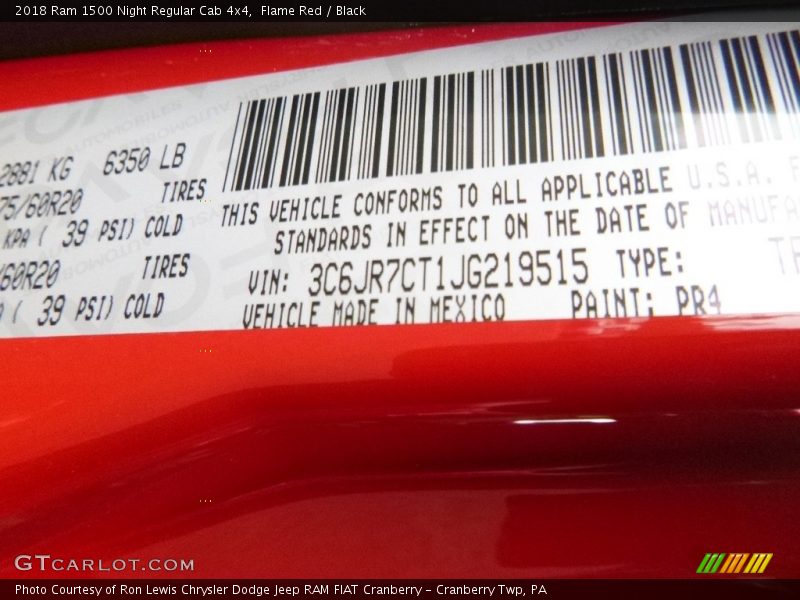 2018 Ram 1500 Night Regular Cab 4x4,  Flame Red / Black
2881 KG 6350 LB
75/60R20 TIRES
KPA ( 39 PSI) COLD
/60R20 TIRES
( 39 PSI) COLD
THIS VEHICLE CONFORMS TO ALL APPLICABLE U.S.A. F
STANDARDS IN EFFECT ON THE DATE OF MANUFA
VIN: 3C6JR7CT1JG219515 TYPE:
VEHICLE MADE IN MEXICO PAINT: PR4
GTCARLOT.COM
Photo Courtesy of Ron Lewis Chrysler Dodge Jeep RAM FIAT Cranberry – Cranberry Twp, PA